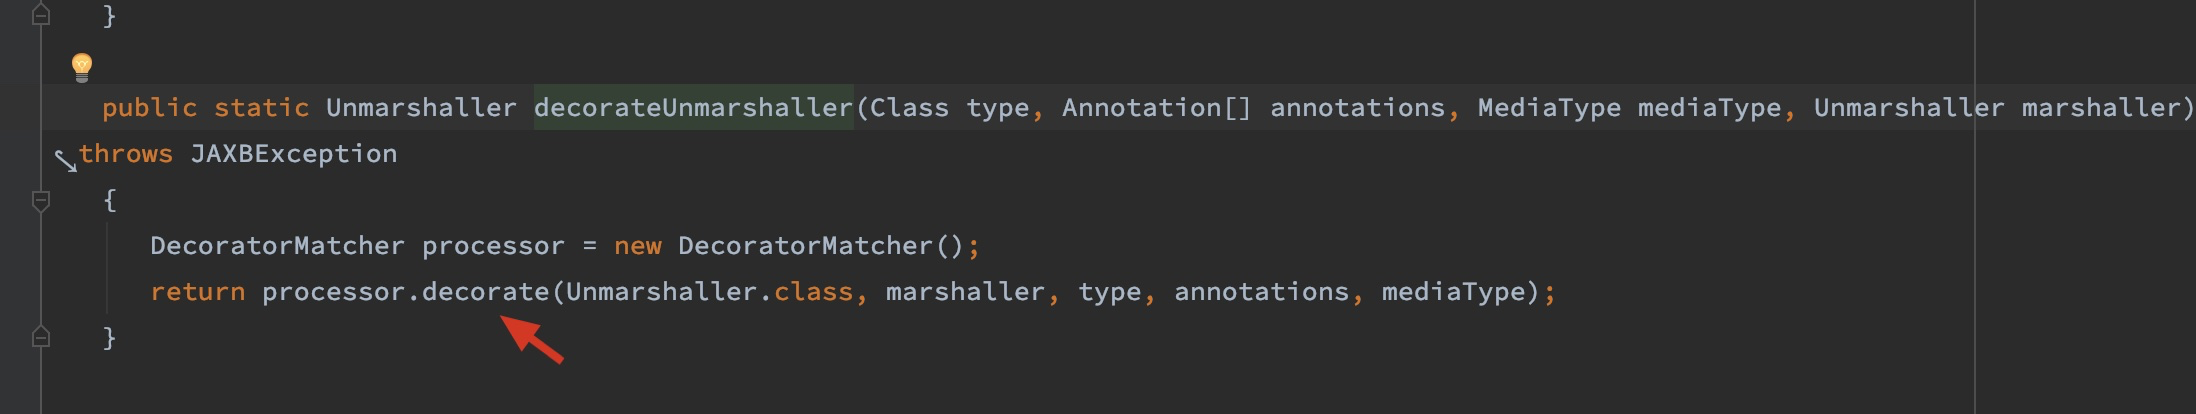 }
public static Unmarshaller decorateUnmarshaller(Class type, Annotation[] annotations, MediaType mediaType, Unmarshaller marshaller)
throws JAXBException
{
DecoratorMatcher processor = new DecoratorMatcher();
return processor.decorate(Unmarshaller.class, marshaller, type, annotations, mediaType);
}